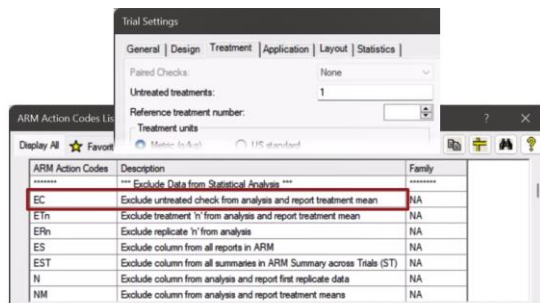 Trial Settings
General | Design | Treatment | Application | Layout | Statistics |
Paired Checks: None
Untreated treatments: 1
Reference treatment number:
Treatment units
Metric (g/kg) US standard
ARM Action Codes Lis
?
Display All Favorit
ARM Action Codes Description Family
******* *** Exclude Data from Statistical Analysis *** ********
EC Exclude untreated check from analysis and report treatment mean NA
ETn Exclude treatment 'n' from analysis and report treatment mean NA
ERn Exclude replicate 'n' from analysis NA
ES Exclude column from all reports in ARM NA
EST Exclude column from all summaries in ARM Summary across Trials (ST) NA
N Exclude column from analysis and report first replicate data NA
NM Exclude column from analysis and report treatment means NA